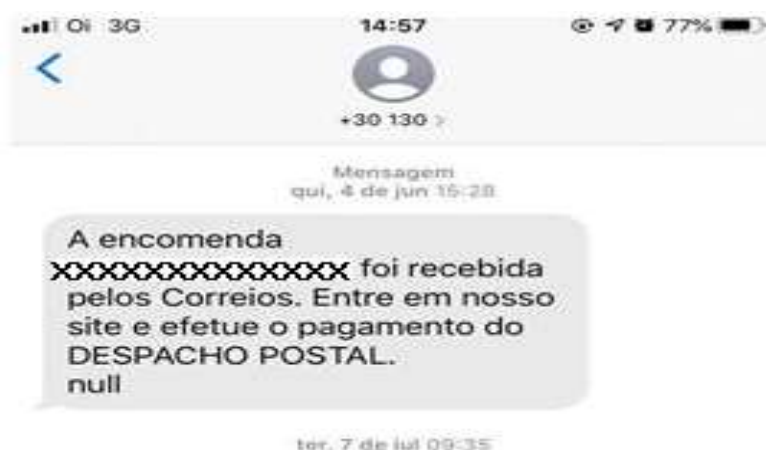 Oi 3G 14:57 77%
+30 130 >
Mensagem
qui, 4 de jun 15:28
A encomenda
XXXXXXXXXXXXXXX foi recebida
pelos Correios. Entre em nosso
site e efetue o pagamento do
DESPACHO POSTAL.
null
ter, 7 de jul 09:35